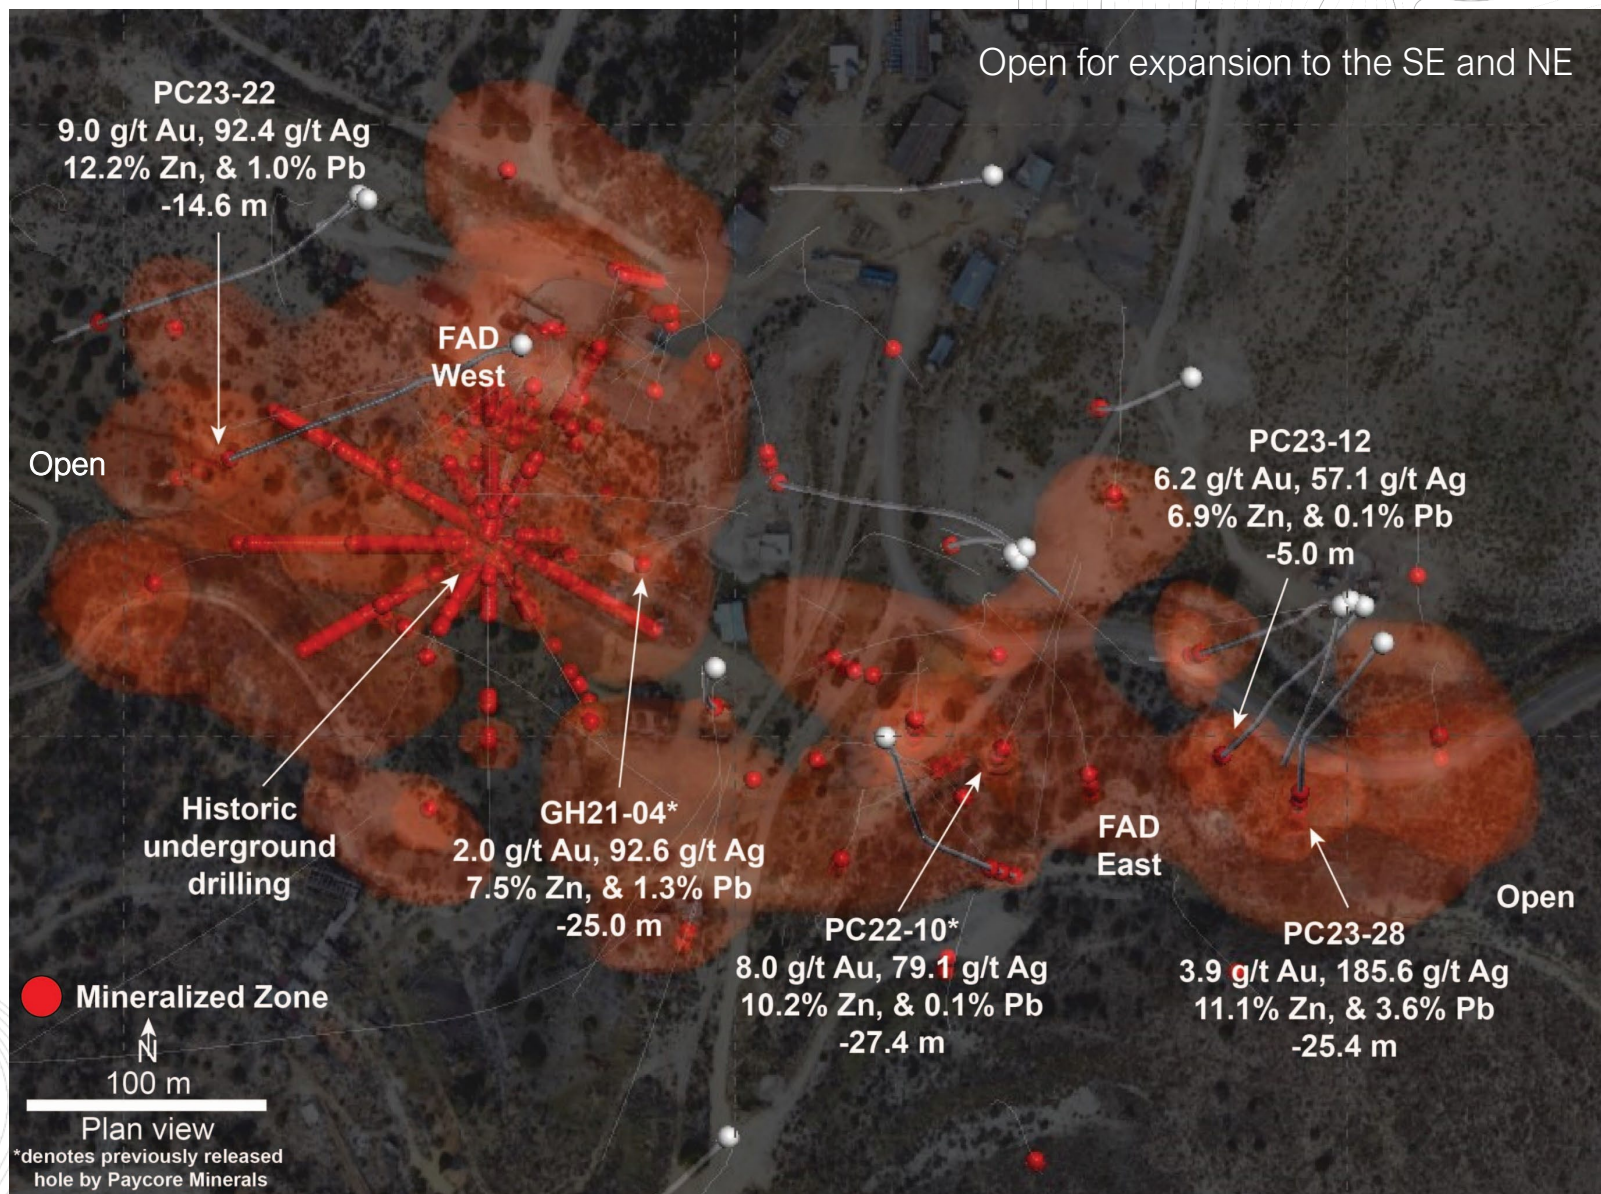 Open for expansion to the SE and NE
PC23-22
9.0 g/t Au, 92.4 g/t Ag
12.2% Zn, & 1.0% Pb
-14.6 m
FAD
West
Open
PC23-12
6.2 g/t Au, 57.1 g/t Ag
6.9% Zn, & 0.1% Pb
-5.0 m
Historic
underground
drilling
GH21-04*
2.0 g/t Au, 92.6 g/t Ag
7.5% Zn, & 1.3% Pb
-25.0 m
FAD
East
Open
PC22-10*
8.0 g/t Au, 79.1 g/t Ag
10.2% Zn, & 0.1% Pb
-27.4 m
PC23-28
3.9 g/t Au, 185.6 g/t Ag
11.1% Zn, & 3.6% Pb
-25.4 m
Mineralized Zone
N
100 m
Plan view
*denotes previously released
hole by Paycore Minerals